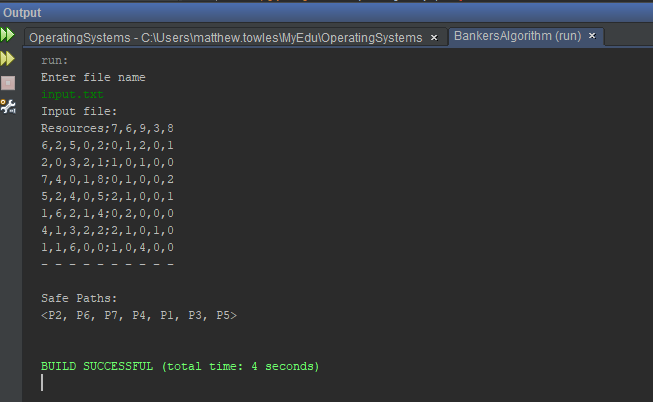 Output
OperatingSystems - C:\Users\matthew.towles\MyEdu\OperatingSystems × BankersAlgorithm (run) ×
run:
Enter file name
input.txt
Input file:
Resources;7,6,9,3,8
6,2,5,0,2;0,1,2,0,1
2,0,3,2,1;1,0,1,0,0
7,4,0,1,8;0,1,0,0,2
5,2,4,0,5;2,1,0,0,1
1,6,2,1,4;0,2,0,0,0
4,1,3,2,2;2,1,0,1,0
1,1,6,0,0;1,0,4,0,0
- - - - - - - - - -
Safe Paths:
<P2, P6, P7, P4, P1, P3, P5>
BUILD SUCCESSFUL (total time: 4 seconds)